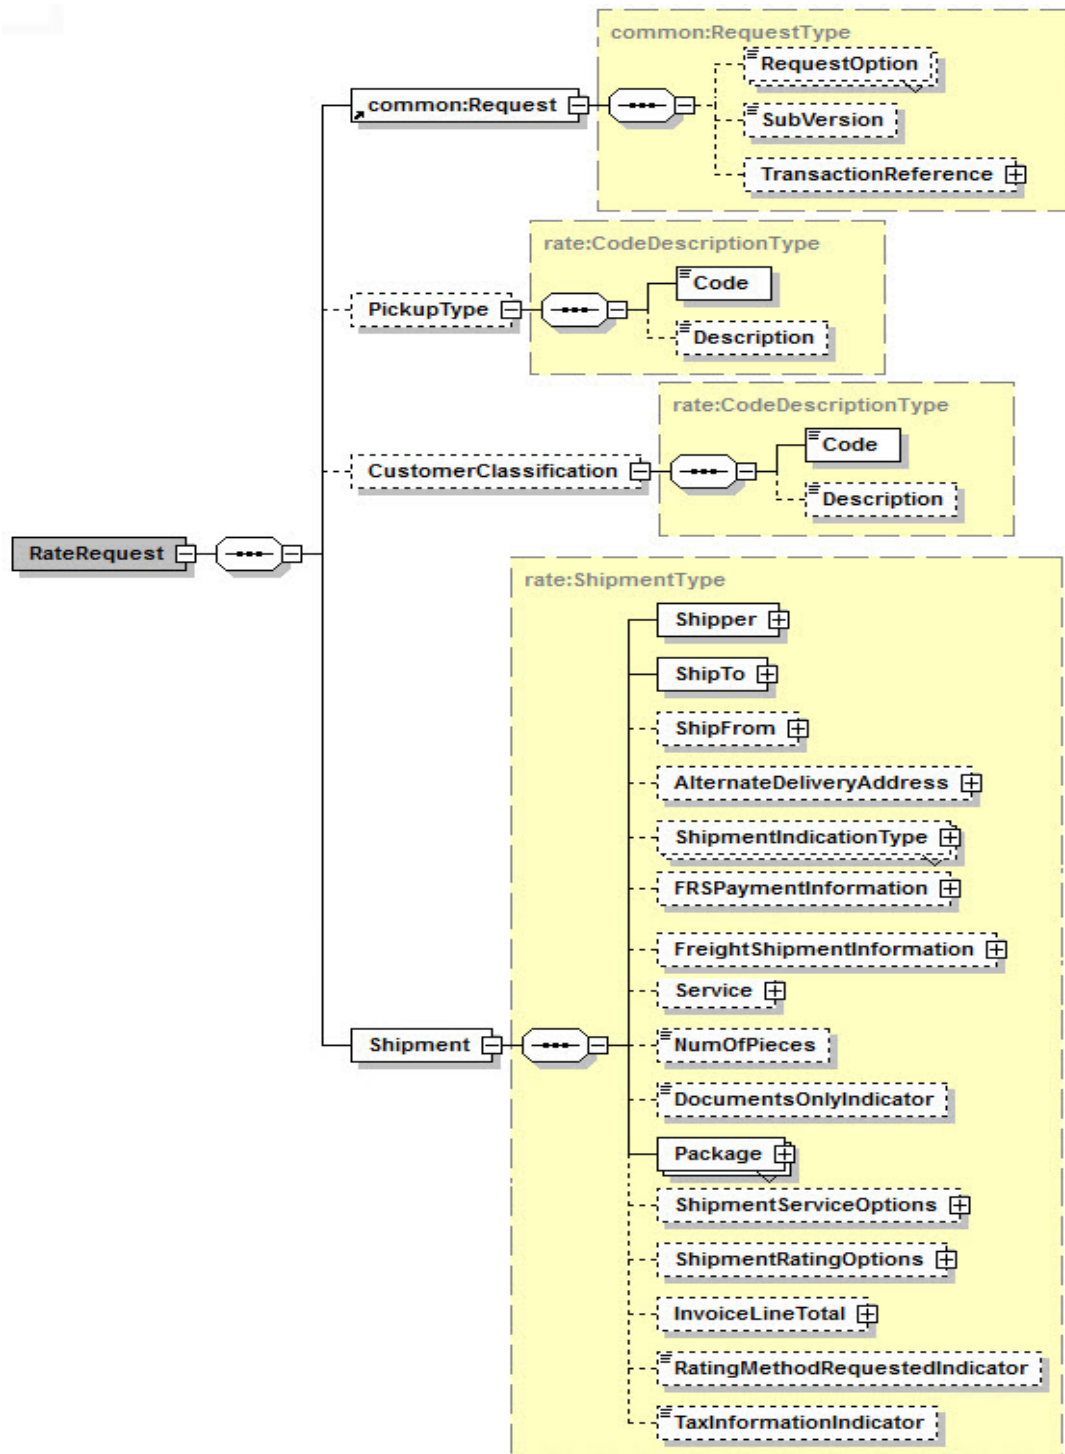 common:RequestType
RequestOption
common:Request
SubVersion
TransactionReference
rate:CodeDescriptionType
Code
PickupType
Description
rate:CodeDescriptionType
Code
CustomerClassification
Description
RateRequest
rate:ShipmentType
Shipper
ShipTo
ShipFrom
AlternateDeliveryAddress
ShipmentIndicationType
FRSPaymentInformation
FreightShipmentInformation
Service
Shipment
NumOfPieces
DocumentsOnlyIndicator
Package
ShipmentServiceOptions
ShipmentRatingOptions
InvoiceLineTotal
RatingMethodRequestedIndicator
TaxInformationIndicator